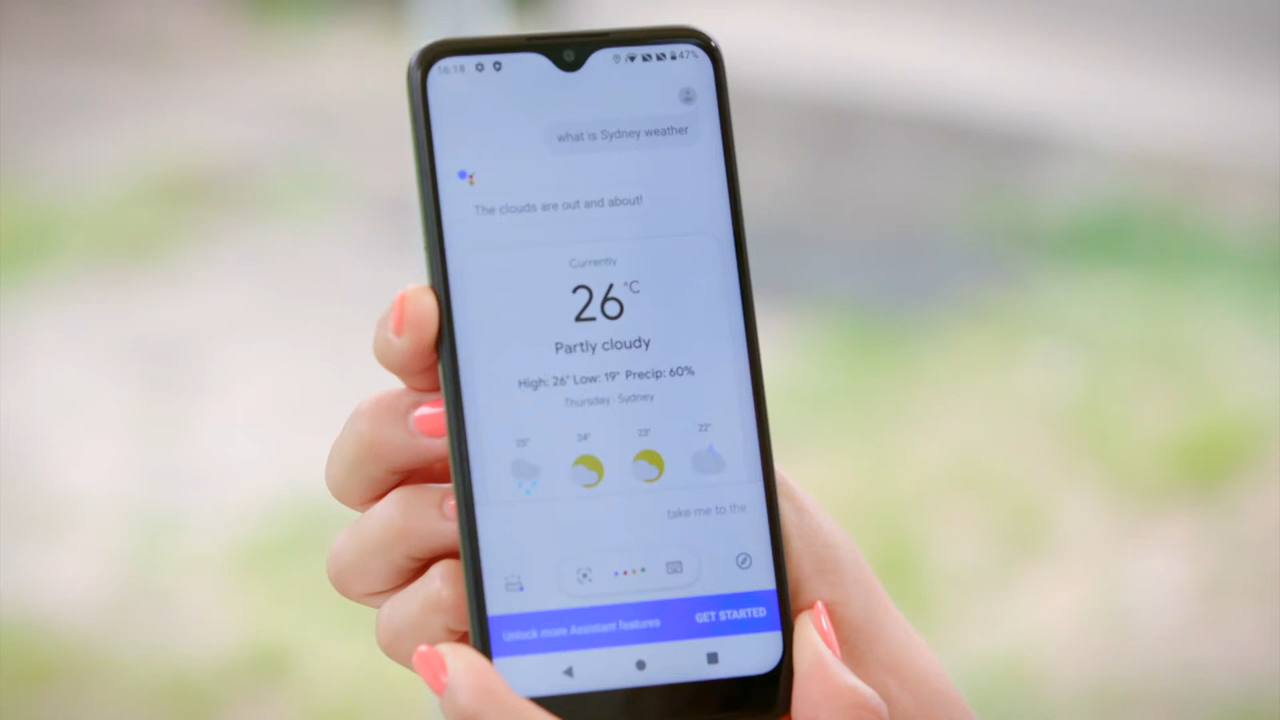 16:18 47%
what is Sydney weather
The clouds are out and about!
Currently
26°C
Partly cloudy
High: 26° Low: 19° Precip: 60%
Thursday · Sydney
25° 24° 23° 22°
take me to the
Unlock more Assistant features GET STARTED